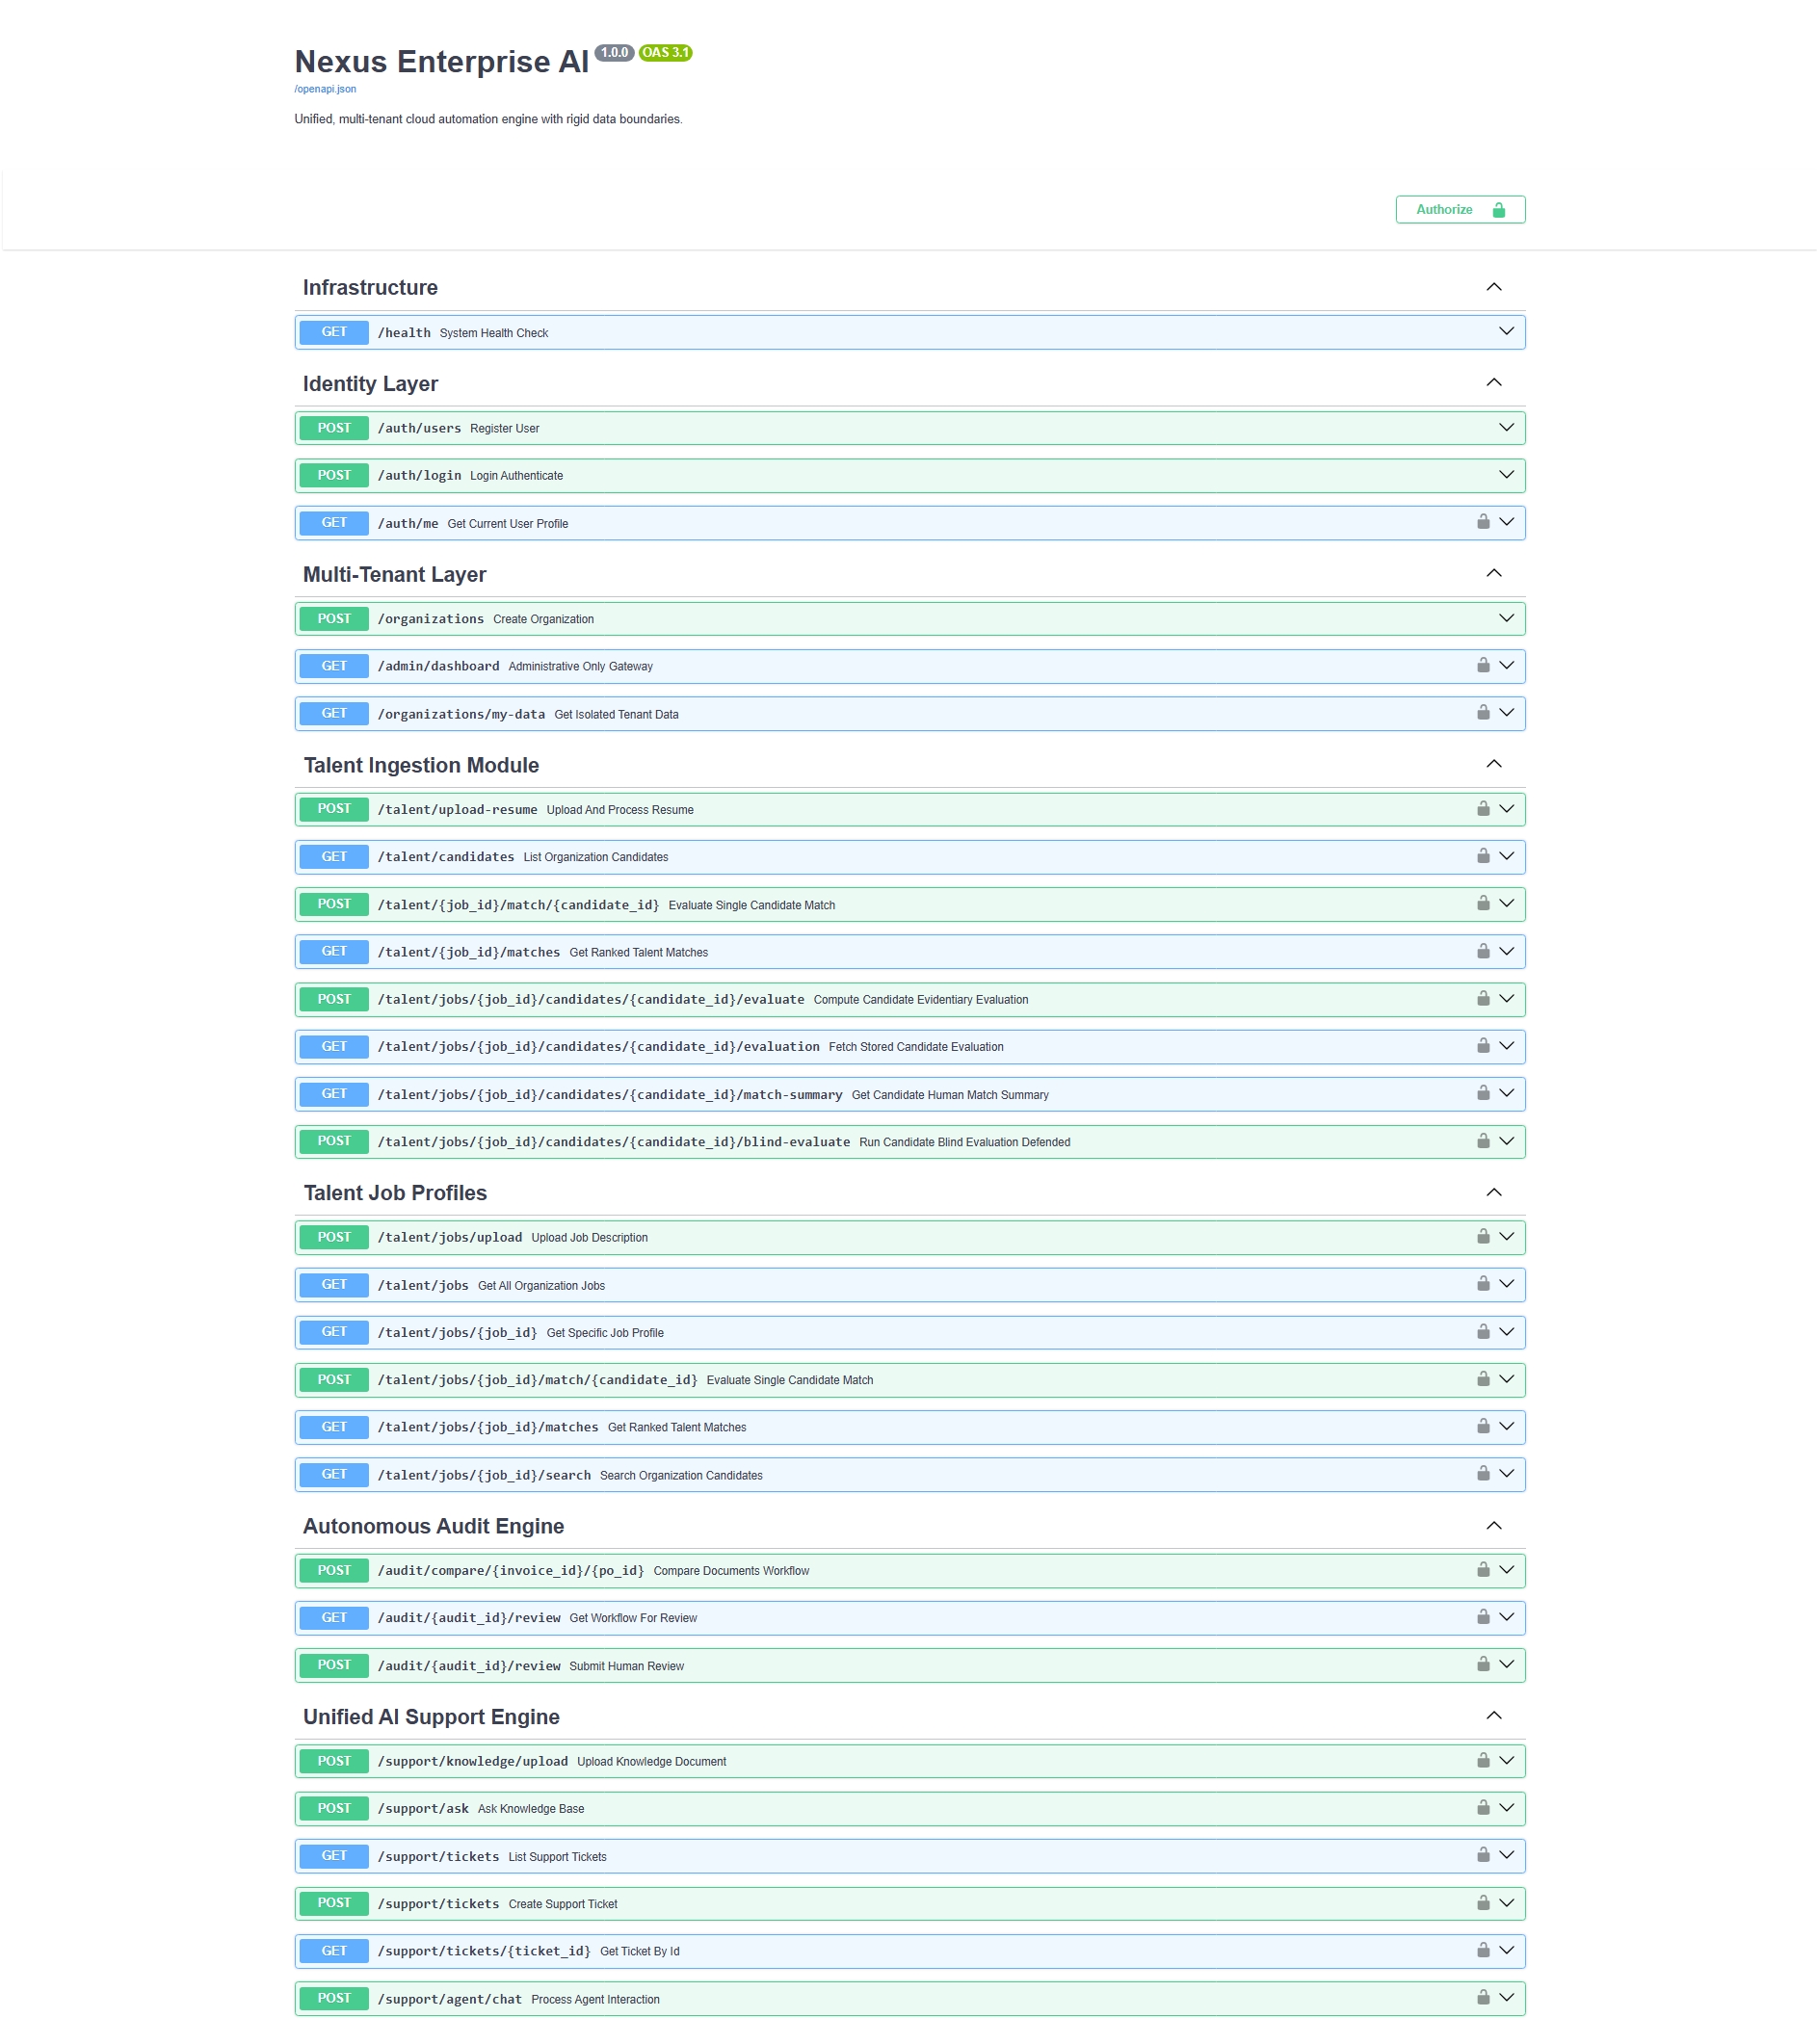 Nexus Enterprise AI 1.0.0 OAS 3.1
/openapi.json
Unified, multi-tenant cloud automation engine with rigid data boundaries.
Authorize
Infrastructure
GET /health System Health Check
Identity Layer
POST /auth/users Register User
POST /auth/login Login Authenticate
GET /auth/me Get Current User Profile
Multi-Tenant Layer
POST /organizations Create Organization
GET /admin/dashboard Administrative Only Gateway
GET /organizations/my-data Get Isolated Tenant Data
Talent Ingestion Module
POST /talent/upload-resume Upload And Process Resume
GET /talent/candidates List Organization Candidates
POST /talent/{job_id}/match/{candidate_id} Evaluate Single Candidate Match
GET /talent/{job_id}/matches Get Ranked Talent Matches
POST /talent/jobs/{job_id}/candidates/{candidate_id}/evaluate Compute Candidate Evidentiary Evaluation
GET /talent/jobs/{job_id}/candidates/{candidate_id}/evaluation Fetch Stored Candidate Evaluation
GET /talent/jobs/{job_id}/candidates/{candidate_id}/match-summary Get Candidate Human Match Summary
POST /talent/jobs/{job_id}/candidates/{candidate_id}/blind-evaluate Run Candidate Blind Evaluation Defended
Talent Job Profiles
POST /talent/jobs/upload Upload Job Description
GET /talent/jobs Get All Organization Jobs
GET /talent/jobs/{job_id} Get Specific Job Profile
POST /talent/jobs/{job_id}/match/{candidate_id} Evaluate Single Candidate Match
GET /talent/jobs/{job_id}/matches Get Ranked Talent Matches
GET /talent/jobs/{job_id}/search Search Organization Candidates
Autonomous Audit Engine
POST /audit/compare/{invoice_id}/{po_id} Compare Documents Workflow
GET /audit/{audit_id}/review Get Workflow For Review
POST /audit/{audit_id}/review Submit Human Review
Unified AI Support Engine
POST /support/knowledge/upload Upload Knowledge Document
POST /support/ask Ask Knowledge Base
GET /support/tickets List Support Tickets
POST /support/tickets Create Support Ticket
GET /support/tickets/{ticket_id} Get Ticket By Id
POST /support/agent/chat Process Agent Interaction